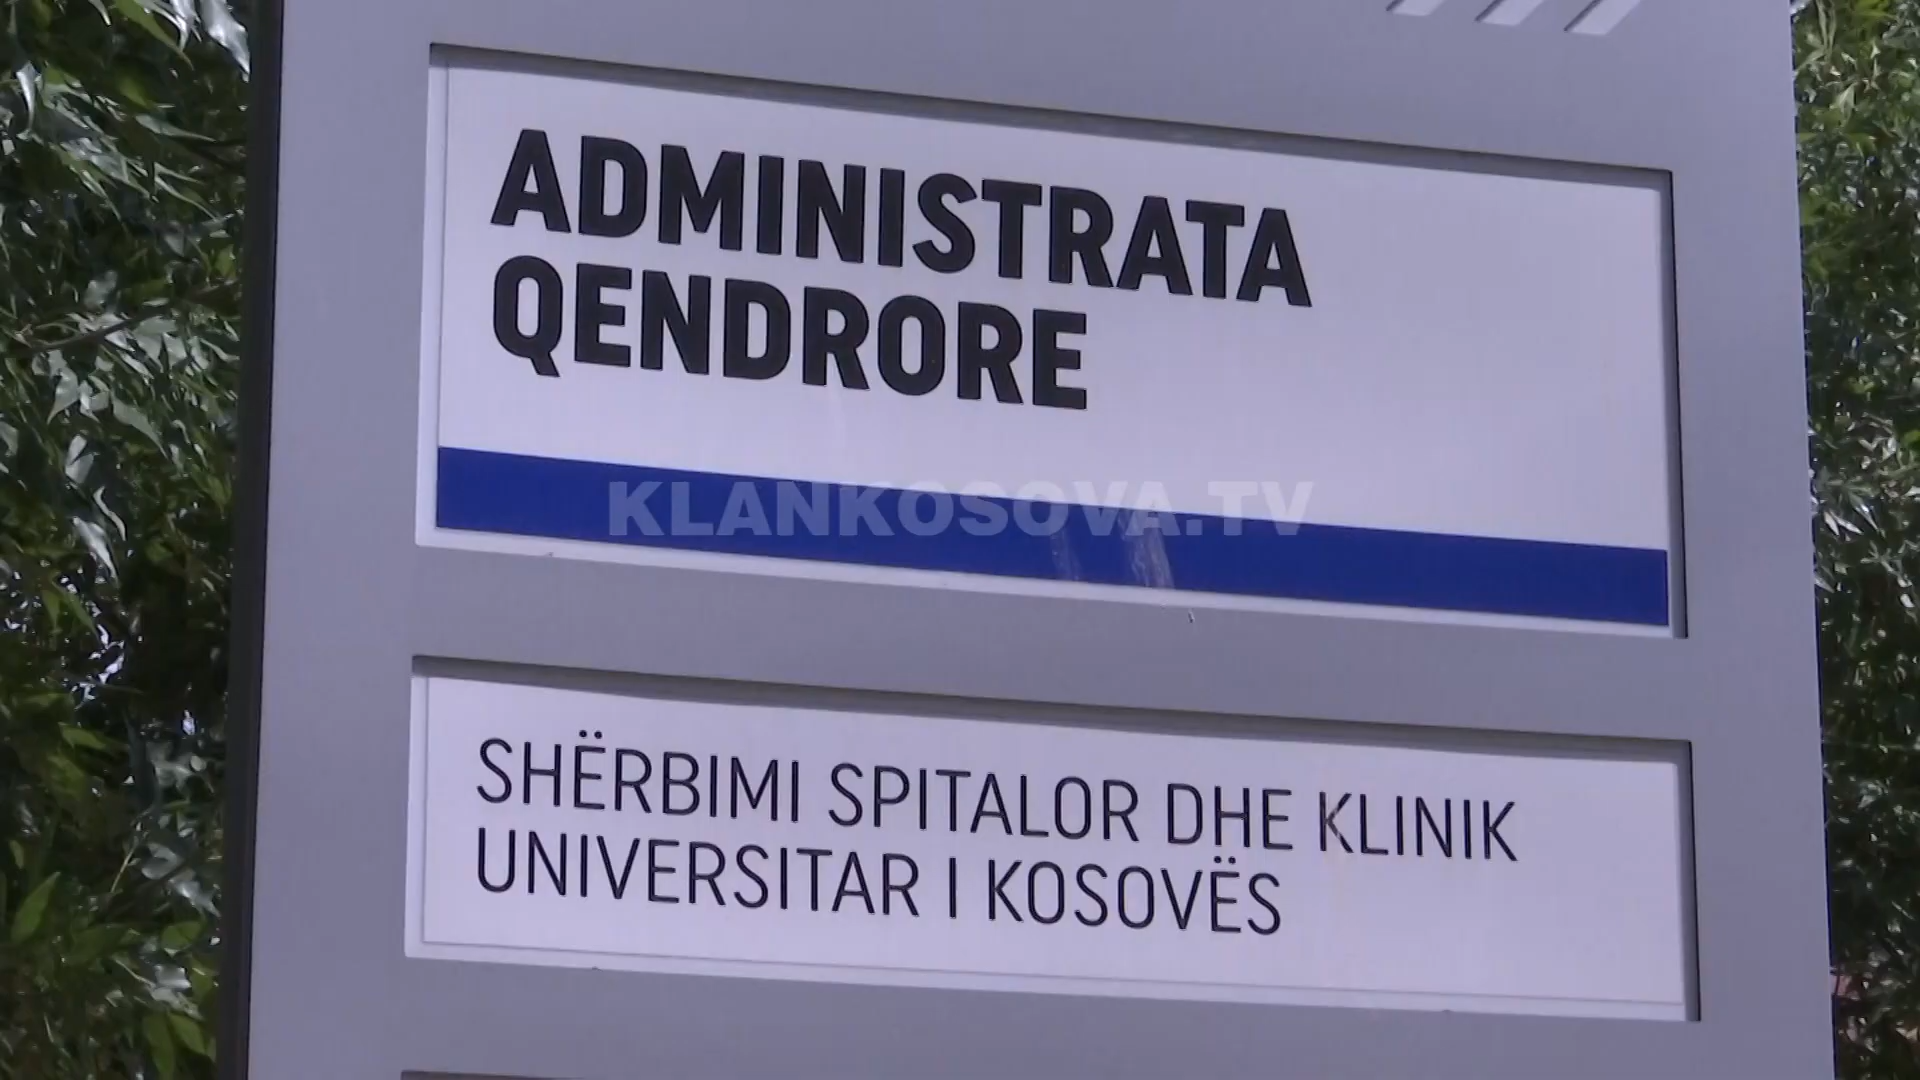 ADMINISTRATA
QENDRORE
KLANKOSOVA.TV
SHËRBIMI SPITALOR DHE KLINIK
UNIVERSITAR I KOSOVËS